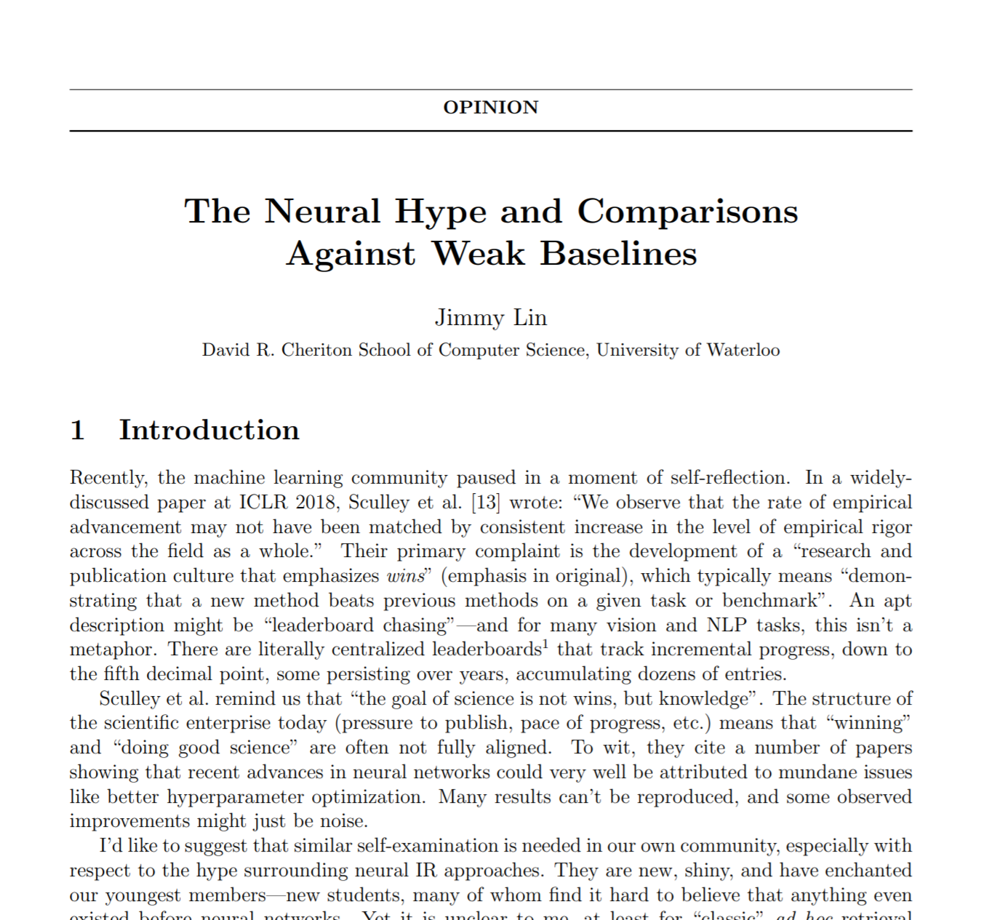 OPINION
The Neural Hype and Comparisons
Against Weak Baselines
Jimmy Lin
David R. Cheriton School of Computer Science, University of Waterloo
1 Introduction
Recently, the machine learning community paused in a moment of self-reflection. In a widely-
discussed paper at ICLR 2018, Sculley et al. [13] wrote: “We observe that the rate of empirical
advancement may not have been matched by consistent increase in the level of empirical rigor
across the field as a whole.” Their primary complaint is the development of a “research and
publication culture that emphasizes wins” (emphasis in original), which typically means “demon-
strating that a new method beats previous methods on a given task or benchmark”. An apt
description might be “leaderboard chasing”—and for many vision and NLP tasks, this isn’t a
metaphor. There are literally centralized leaderboards¹ that track incremental progress, down to
the fifth decimal point, some persisting over years, accumulating dozens of entries.
Sculley et al. remind us that “the goal of science is not wins, but knowledge”. The structure of
the scientific enterprise today (pressure to publish, pace of progress, etc.) means that “winning”
and “doing good science” are often not fully aligned. To wit, they cite a number of papers
showing that recent advances in neural networks could very well be attributed to mundane issues
like better hyperparameter optimization. Many results can’t be reproduced, and some observed
improvements might just be noise.
I’d like to suggest that similar self-examination is needed in our own community, especially with
respect to the hype surrounding neural IR approaches. They are new, shiny, and have enchanted
our youngest members—new students, many of whom find it hard to believe that anything even
existed before neural networks. Yet it is unclear to me, at least for “classic” ad hoc retrieval